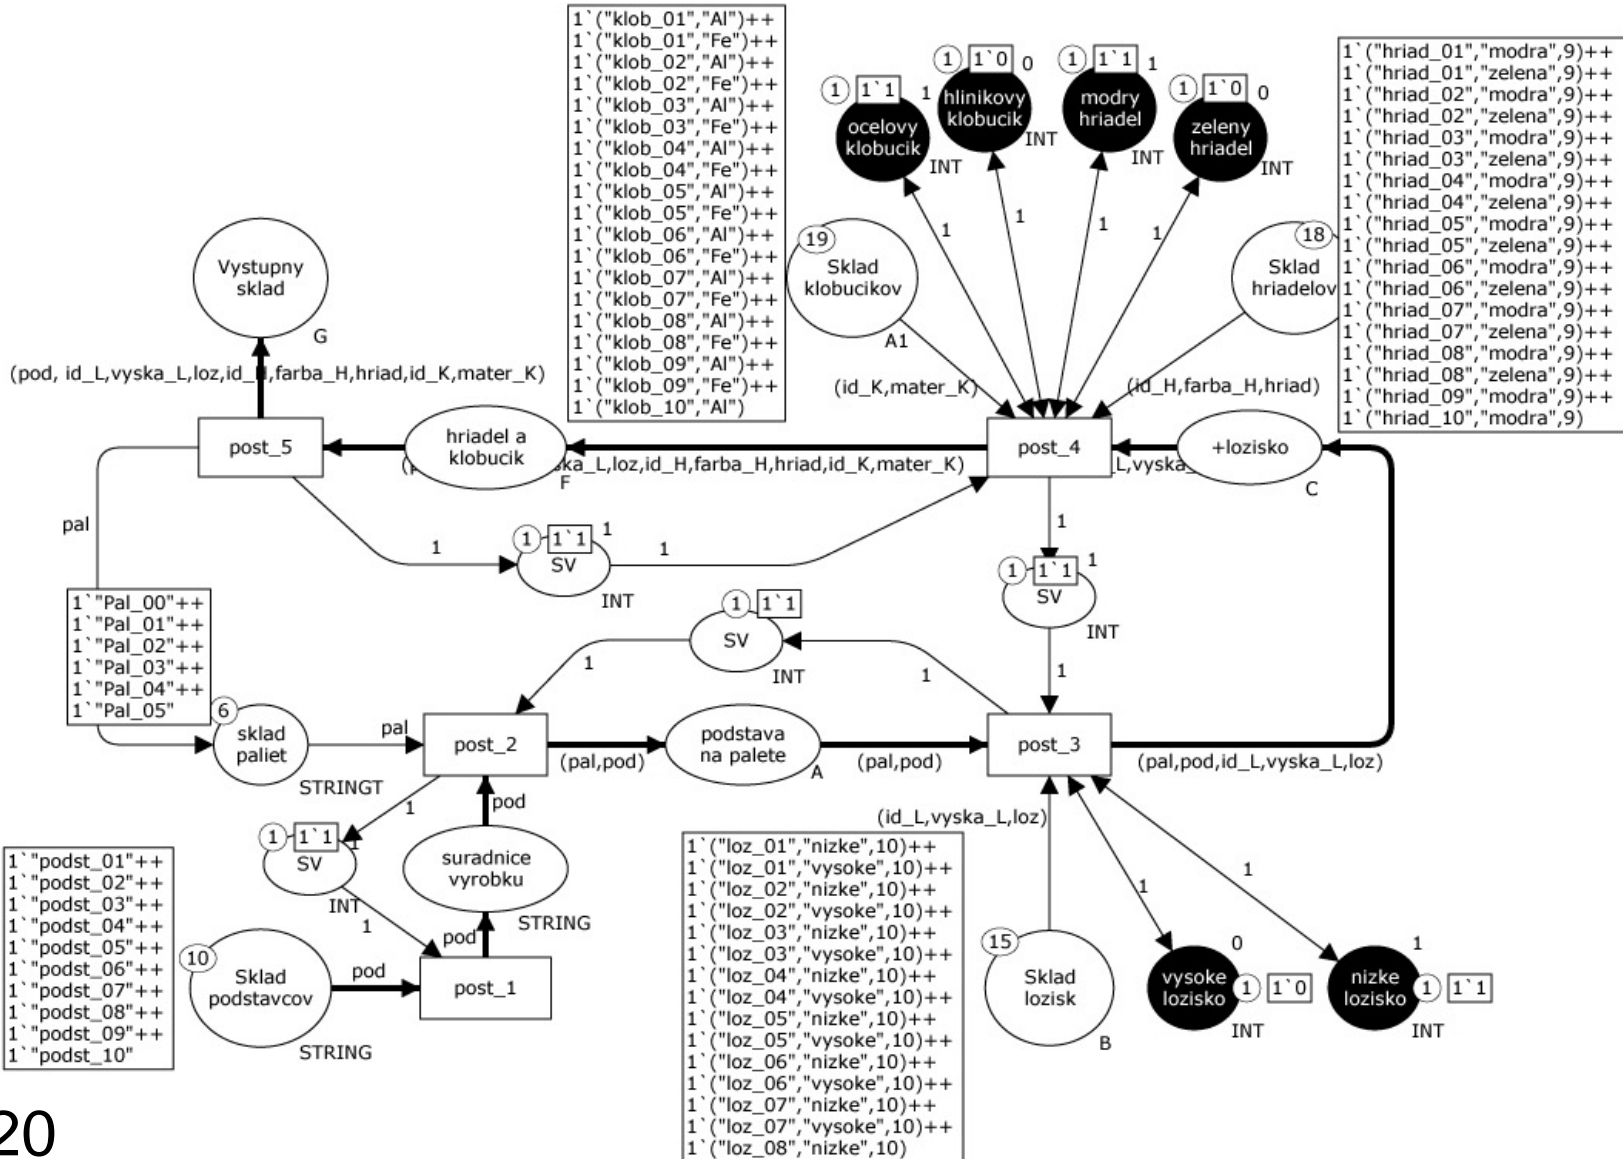 1`("klob_01","Al")++
1`("klob_01","Fe")++
1`("klob_02","Al")++
1`("klob_02","Fe")++
1`("klob_03","Al")++
1`("klob_03","Fe")++
1`("klob_04","Al")++
1`("klob_04","Fe")++
1`("klob_05","Al")++
1`("klob_05","Fe")++
1`("klob_06","Al")++
1`("klob_06","Fe")++
1`("klob_07","Al")++
1`("klob_07","Fe")++
1`("klob_08","Al")++
1`("klob_08","Fe")++
1`("klob_09","Al")++
1`("klob_09","Fe")++
1`("klob_10","Al")
1
1`1
1
ocelovy
klobucik
INT
1
1`0
0
hlinikovy
klobucik
INT
1
1`1
1
modry
hriadel
INT
1
1`0
0
zeleny
hriadel
INT
1`("hriad_01","modra",9)++
1`("hriad_01","zelena",9)++
1`("hriad_02","modra",9)++
1`("hriad_02","zelena",9)++
1`("hriad_03","modra",9)++
1`("hriad_03","zelena",9)++
1`("hriad_04","modra",9)++
1`("hriad_04","zelena",9)++
1`("hriad_05","modra",9)++
1`("hriad_05","zelena",9)++
1`("hriad_06","modra",9)++
1`("hriad_06","zelena",9)++
1`("hriad_07","modra",9)++
1`("hriad_07","zelena",9)++
1`("hriad_08","modra",9)++
1`("hriad_08","zelena",9)++
1`("hriad_09","modra",9)++
1`("hriad_10","modra",9)
1
1
1
1
Vystupny
sklad
G
19
Sklad
klobucikov
A1
18
Sklad
hriadelov
(pod, id_L,vyska_L,loz,id_H,farba_H,hriad,id_K,mater_K)
(id_K,mater_K)
(id_H,farba_H,hriad)
post_5
hriadel a
klobucik
F
ska_L,loz,id_H,farba_H,hriad,id_K,mater_K)
post_4
L,vyska_
+lozisko
C
pal
1
1
1`1
1
SV
INT
1
1
1
1`1
1
SV
INT
1
1`"Pal_00"++
1`"Pal_01"++
1`"Pal_02"++
1`"Pal_03"++
1`"Pal_04"++
1`"Pal_05"
1
1`1
SV
INT
1
1
6
sklad
paliet
STRINGT
pal
post_2
(pal,pod)
podstava
na palete
A
(pal,pod)
post_3
(pal,pod,id_L,vyska_L,loz)
1
pod
(id_L,vyska_L,loz)
1
1`1
1
SV
INT
1
suradnice
vyrobku
STRING
pod
1`"podst_01"++
1`"podst_02"++
1`"podst_03"++
1`"podst_04"++
1`"podst_05"++
1`"podst_06"++
1`"podst_07"++
1`"podst_08"++
1`"podst_09"++
1`"podst_10"
10
Sklad
podstavcov
STRING
pod
post_1
1`("loz_01","nizke",10)++
1`("loz_01","vysoke",10)++
1`("loz_02","nizke",10)++
1`("loz_02","vysoke",10)++
1`("loz_03","nizke",10)++
1`("loz_03","vysoke",10)++
1`("loz_04","nizke",10)++
1`("loz_04","vysoke",10)++
1`("loz_05","nizke",10)++
1`("loz_05","vysoke",10)++
1`("loz_06","nizke",10)++
1`("loz_06","vysoke",10)++
1`("loz_07","nizke",10)++
1`("loz_07","vysoke",10)++
1`("loz_08","nizke",10)
15
Sklad
lozisk
B
1
1
0
vysoke
lozisko
1
1`0
INT
1
nizke
lozisko
1
1`1
INT
20